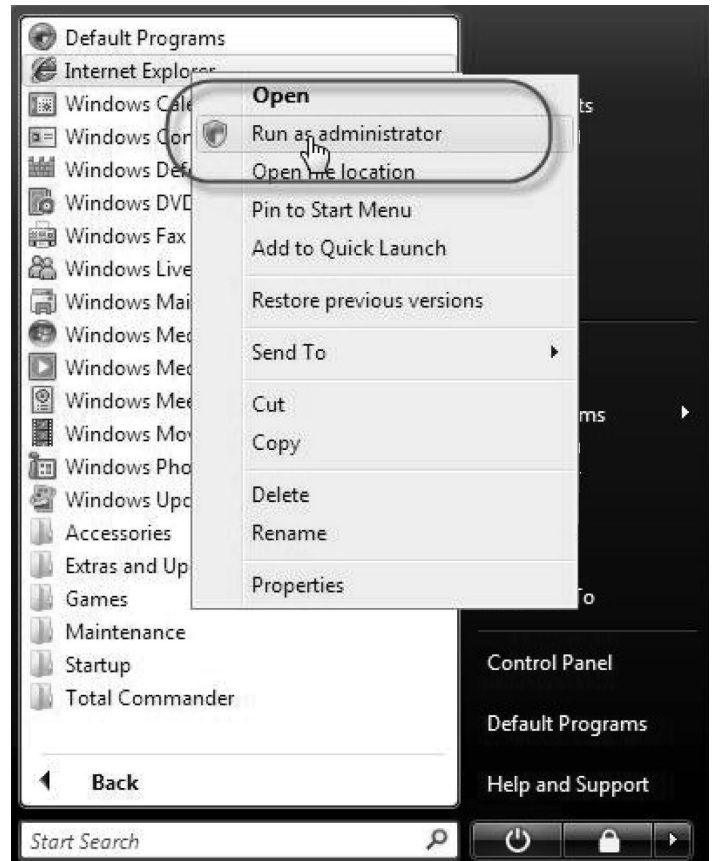 Default Programs
Internet Explorer
Windows
Windows
Windows
Windows DVD
Windows Fax
Windows Live
Windows
Windows
Windows
Windows
Windows
Windows
Windows
Accessories
Extras and
Games
Maintenance
Startup
Total Commander
Back
Start Search
Open
Run as administrator
Open file location
Pin to Start Menu
Add to Quick Launch
Restore previous versions
Send To
Cut
Copy
Delete
Rename
Properties
Control Panel
Default Programs
Help and Support